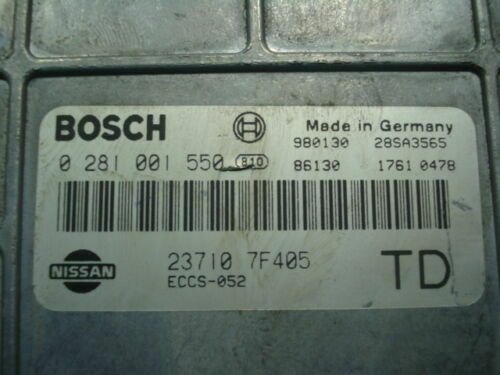 BOSCH
Made in Germany
980130 28SA3565
0 281 001 550 810
86130 1761 0478
NISSAN
23710 7F405
ECCS-052
TD